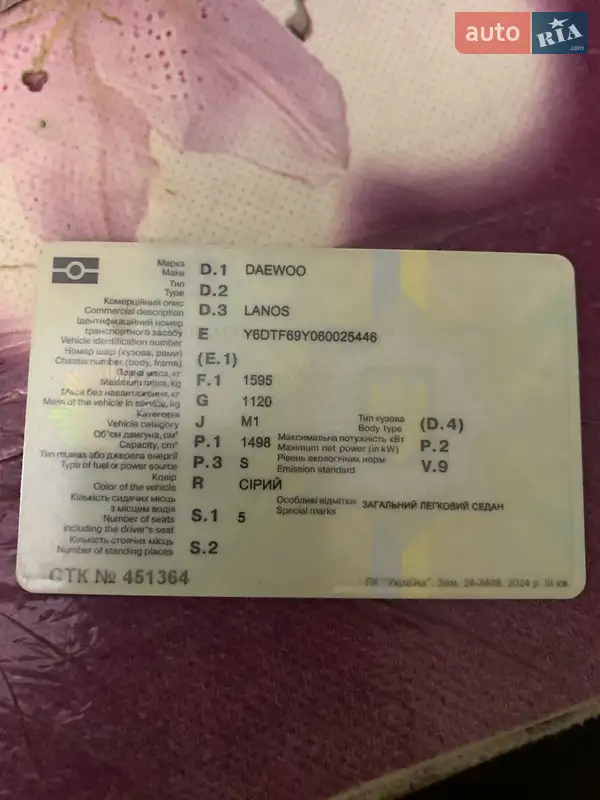 auto RIA .com
Марка
Make D.1 DAEWOO
Тип
Type D.2
Комерційний опис
Commercial description D.3 LANOS
Ідентифікаційний номер
транспортного засобу
Vehicle identification number E Y6DTF69Y060025446
Номер шасі (кузова, рами)
Chassis number (body, frame) (E.1)
Повна маса, кг
Maximum mass, kg F.1 1595
Маса без навантаження, кг
Mass of the vehicle in service, kg G 1120
Категорія
Vehicle category J M1
Тип кузова
Body type (D.4)
Об'єм двигуна, см³
Capacity, cm³ P.1 1498
Максимальна потужність кВт
Maximum net power (in kW) P.2
Тип палива або джерела енергії
Type of fuel or power source P.3 S
Рівень екологічних норм
Emission standard V.9
Колір
Color of the vehicle R СІРИЙ
Кількість сидячих місць
з місцем водія
Number of seats
including the driver's seat S.1 5
Особливі відмітки
Special marks ЗАГАЛЬНИЙ ЛЕГКОВИЙ СЕДАН
Кількість стоячих місць
Number of standing places S.2
СТК № 451364
ПК "Україна". Зам. 2024 р. III кв.